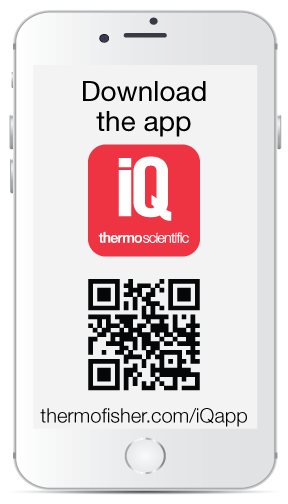 Download
the app
iQ
thermoscientific
thermofisher.com/iQapp